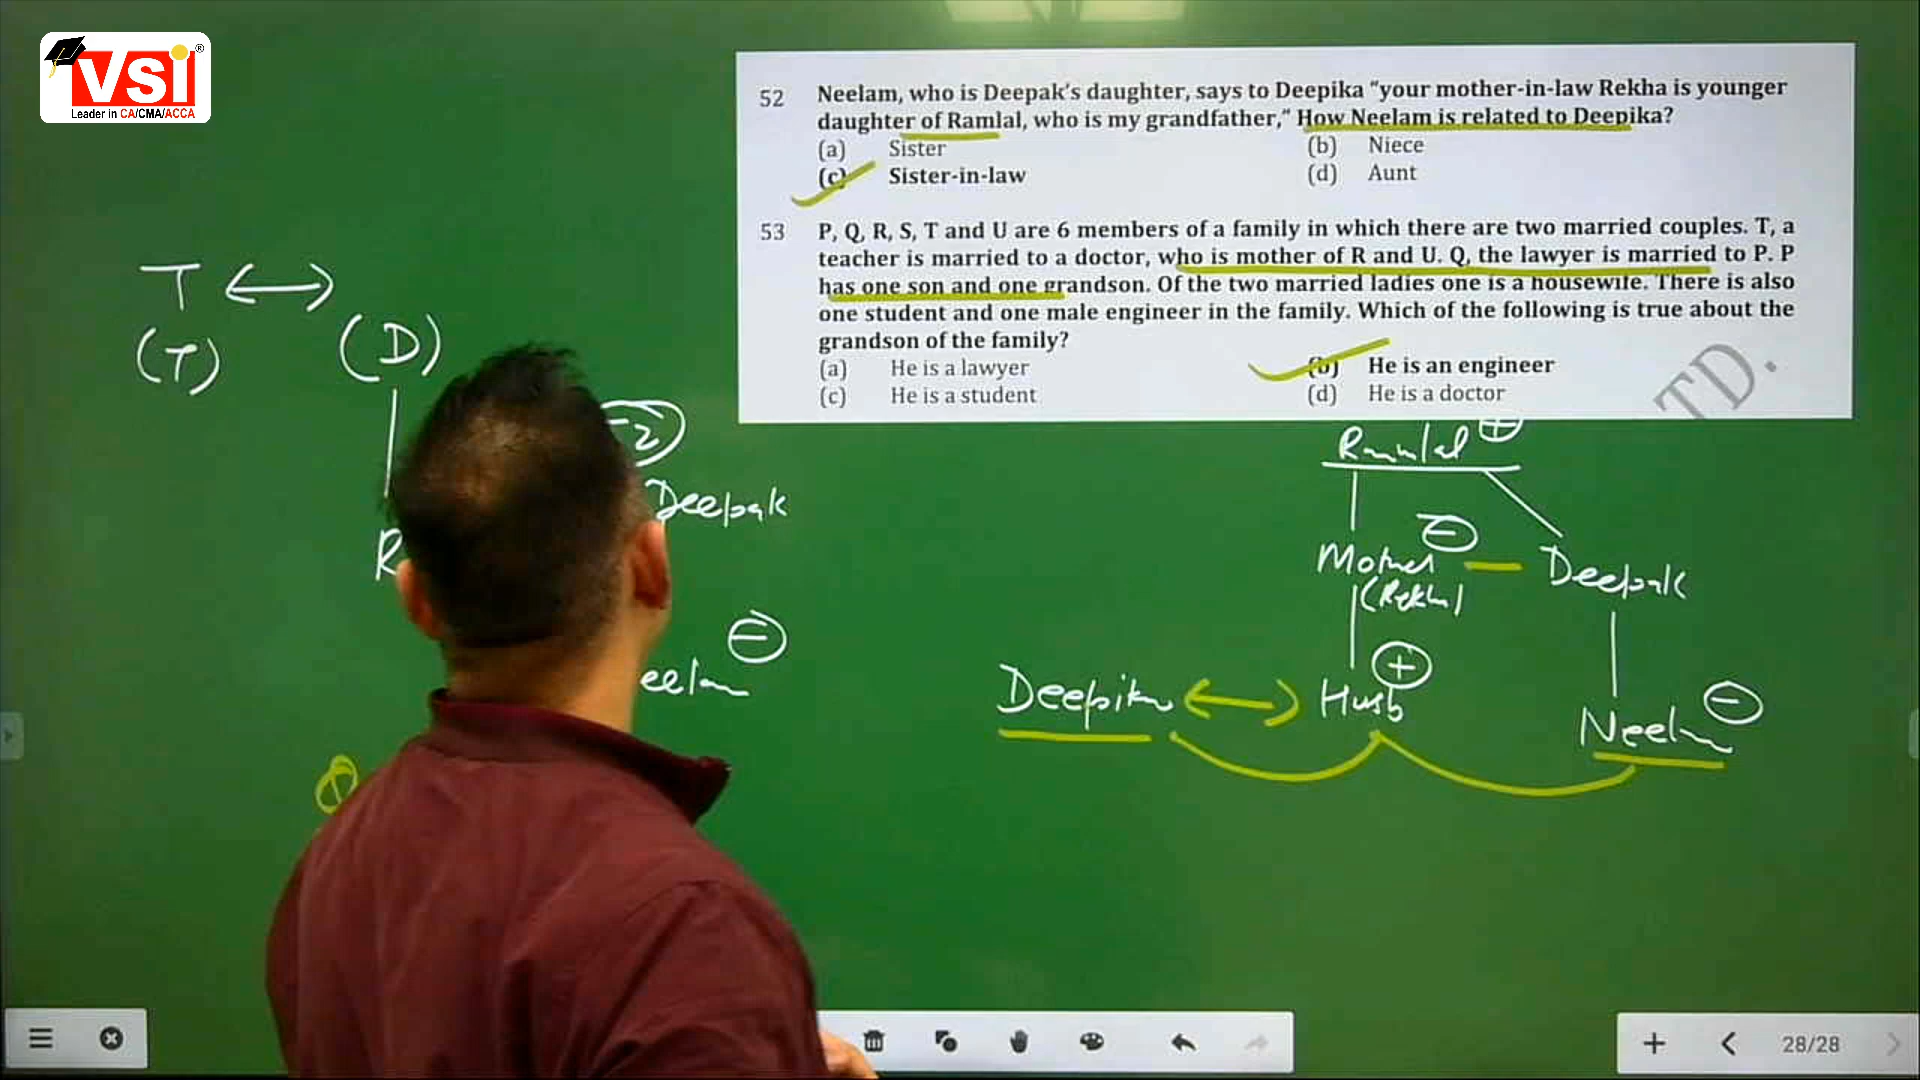 VSI®
Leader in CA/CMA/ACCA
52 Neelam, who is Deepak's daughter, says to Deepika "your mother-in-law Rekha is younger
daughter of Ramlal, who is my grandfather," How Neelam is related to Deepika?
(a) Sister (b) Niece
(c) Sister-in-law (d) Aunt
53 P, Q, R, S, T and U are 6 members of a family in which there are two married couples. T, a
teacher is married to a doctor, who is mother of R and U. Q, the lawyer is married to P. P
has one son and one grandson. Of the two married ladies one is a housewife. There is also
one student and one male engineer in the family. Which of the following is true about the
grandson of the family?
(a) He is a lawyer (b) He is an engineer
(c) He is a student (d) He is a doctor
TD.
T ↔
(T) (D)
2
Deepak
R
eelam −
Ramlal +
Mother − Deepak
(Rekha)
Deepika ↔ Husb +
Neelam −
28/28